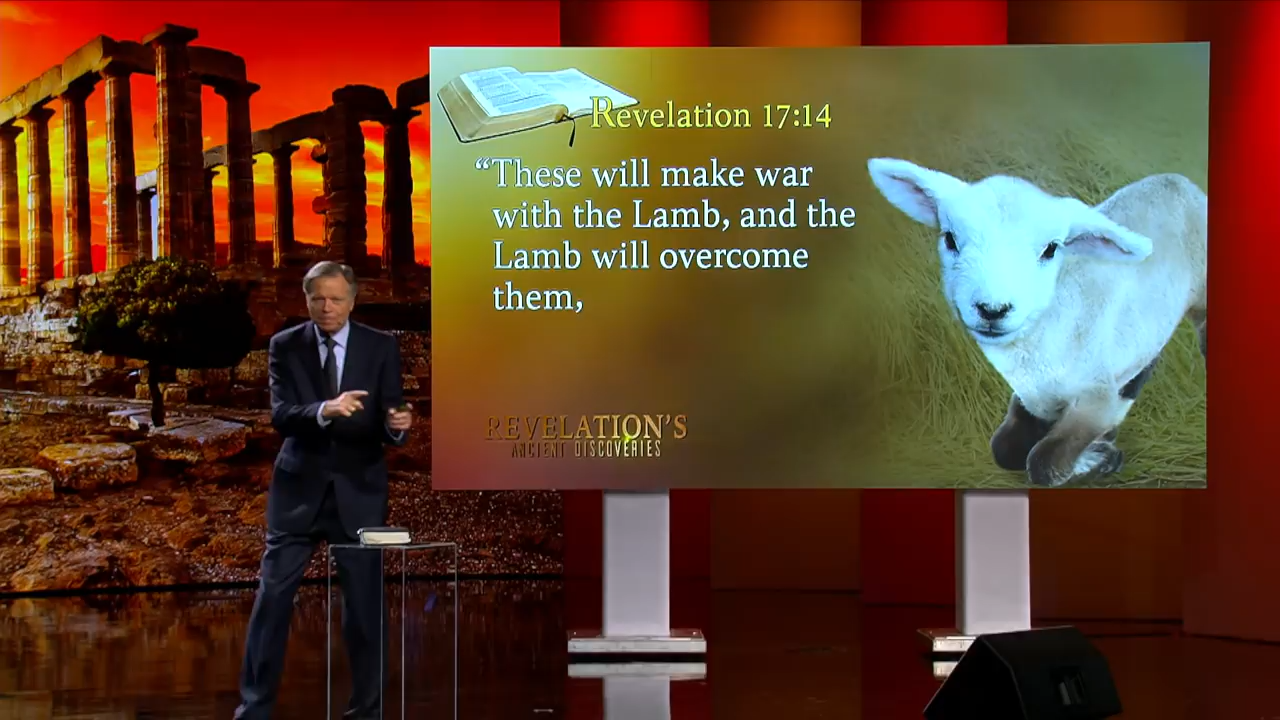 Revelation 17:14
“These will make war
with the Lamb, and the
Lamb will overcome
them,
REVELATION'S
ANCIENT DISCOVERIES